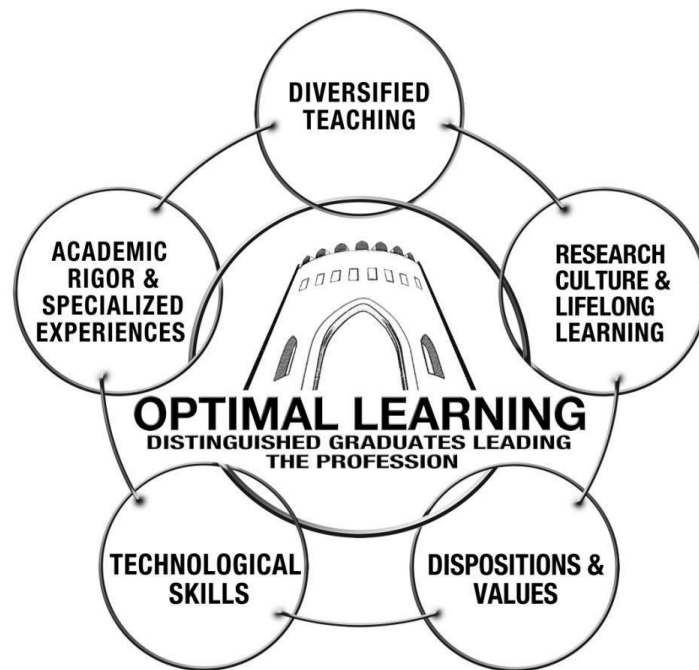 DIVERSIFIED
TEACHING
ACADEMIC
RIGOR &
SPECIALIZED
EXPERIENCES
RESEARCH
CULTURE &
LIFELONG
LEARNING
OPTIMAL LEARNING
DISTINGUISHED GRADUATES LEADING
THE PROFESSION
TECHNOLOGICAL
SKILLS
DISPOSITIONS &
VALUES